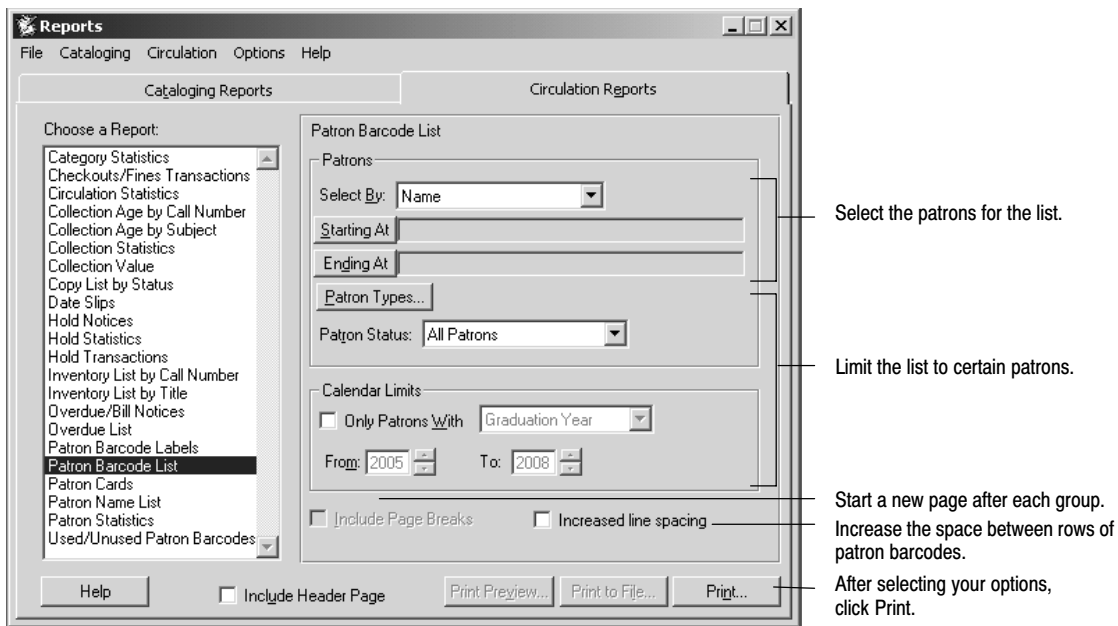 Reports
File Cataloging Circulation Options Help
Cataloging Reports
Circulation Reports
Choose a Report:
Category Statistics
Checkouts/Fines Transactions
Circulation Statistics
Collection Age by Call Number
Collection Age by Subject
Collection Statistics
Collection Value
Copy List by Status
Date Slips
Hold Notices
Hold Statistics
Hold Transactions
Inventory List by Call Number
Inventory List by Title
Overdue/Bill Notices
Overdue List
Patron Barcode Labels
Patron Barcode List
Patron Cards
Patron Name List
Patron Statistics
Used/Unused Patron Barcodes
Patron Barcode List
Patrons
Select By: Name
Starting At
Ending At
Patron Types...
Patron Status: All Patrons
Calendar Limits
Only Patrons With Graduation Year
From: 2005 To: 2008
Include Page Breaks Increased line spacing
Help Include Header Page Print Preview... Print to File... Print...
Select the patrons for the list.
Limit the list to certain patrons.
Start a new page after each group.
Increase the space between rows of
patron barcodes.
After selecting your options,
click Print.